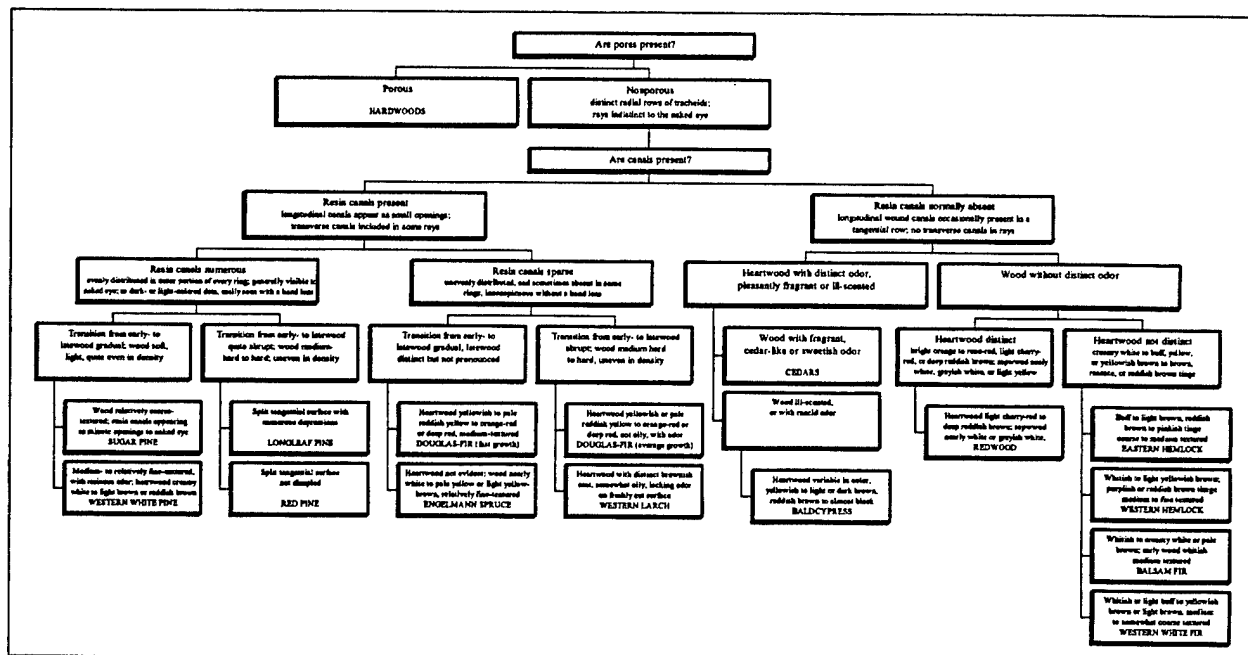 Are pores present?
Porous
HARDWOODS
Nonporous
distinct radial rows of tracheids;
rays indistinct to the naked eye
Are canals present?
Resin canals present
longitudinal canals appear as small openings;
transverse canals included in some rays
Resin canals normally absent
longitudinal wound canals occasionally present in a
tangential row; no transverse canals in rays
Resin canals numerous
evenly distributed in outer portion of every ring; generally visible to
naked eye; as dark- or light-colored dots, easily seen with a hand lens
Resin canals sparse
unevenly distributed, and sometimes absent in some
rings, inconspicuous without a hand lens
Heartwood with distinct odor,
pleasantly fragrant or ill-scented
Wood without distinct odor
Transition from early- to
latewood gradual; wood soft,
light, quite even in density
Transition from early- to latewood
quite abrupt; wood medium-
hard to hard; uneven in density
Transition from early- to
latewood gradual, latewood
distinct but not pronounced
Transition from early- to latewood
abrupt; wood medium hard
to hard, uneven in density
Wood with fragrant,
cedar-like or sweetish odor
CEDARS
Heartwood distinct
bright orange to rose-red, light cherry-
red, or deep reddish brown; sapwood nearly
white, greyish white, or light yellow
Heartwood not distinct
creamy white to buff, yellow,
or yellowish brown to brown,
roseate, or reddish brown tinge
Wood relatively coarse-
textured; resin canals appearing
as minute openings to naked eye
SUGAR PINE
Split tangential surface with
numerous depressions
LONGLEAF PINE
Heartwood yellowish to pale
reddish yellow to orange-red
or deep red, medium-textured
DOUGLAS-FIR (fast growth)
Heartwood yellowish or pale
reddish yellow to orange-red or
deep red, not oily, with odor
DOUGLAS-FIR (average growth)
Wood ill-scented,
or with rancid odor
Heartwood light cherry-red to
deep reddish brown; sapwood
nearly white or greyish white,
REDWOOD
Buff to light brown, reddish
brown to pinkish tinge
coarse to medium textured
EASTERN HEMLOCK
Medium- to relatively fine-textured,
with resinous odor; heartwood creamy
white to light brown or reddish brown
WESTERN WHITE PINE
Split tangential surface
not dimpled
RED PINE
Heartwood not evident; wood nearly
white to pale yellow or light yellow-
brown, relatively fine-textured
ENGELMANN SPRUCE
Heartwood with distinct brownish
cast, somewhat oily, lacking odor
on freshly cut surface
WESTERN LARCH
Heartwood variable in color,
yellowish to light or dark brown,
reddish brown to almost black
BALDCYPRESS
Whitish to light yellowish brown;
purplish or reddish brown tinge
medium to fine textured
WESTERN HEMLOCK
Whitish to creamy white or pale
brown; early wood whitish
medium textured
BALSAM FIR
Whitish or light buff to yellowish
brown or light brown, medium
to somewhat coarse textured
WESTERN WHITE FIR